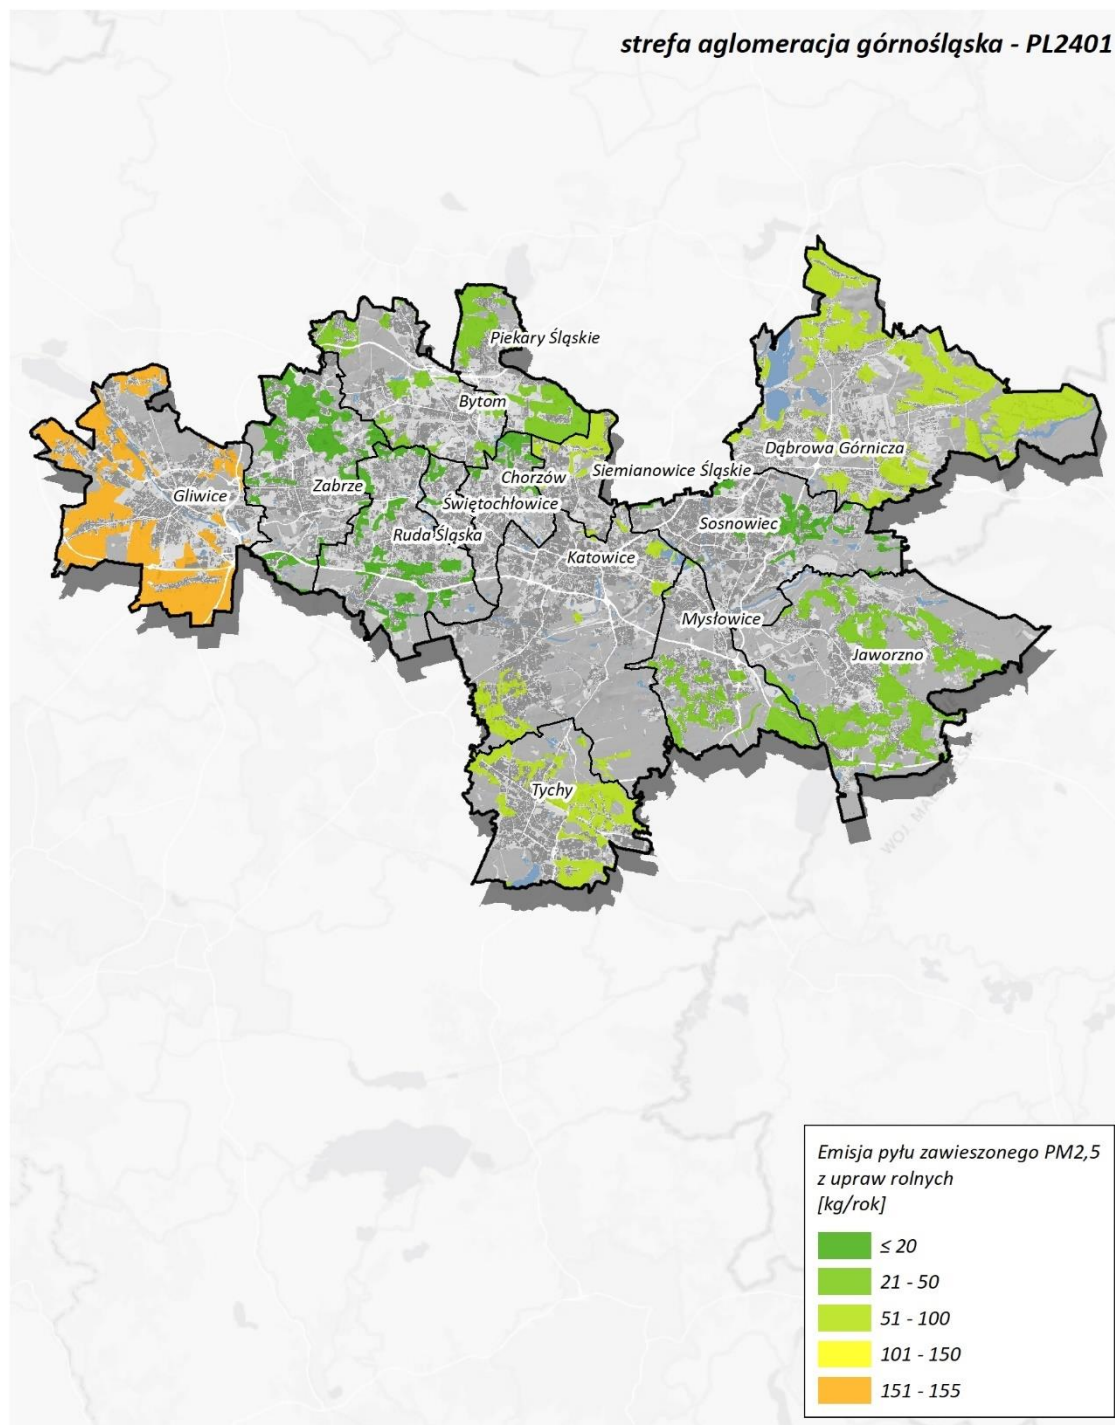 strefa aglomeracja górnośląska - PL2401
Piekary Śląskie
Bytom
Dąbrowa Górnicza
Siemianowice Śląskie
Chorzów
Zabrze
Gliwice
Świętochłowice
Sosnowiec
Ruda Śląska
Katowice
Mysłowice
Jaworzno
Tychy
Emisja pyłu zawieszonego PM2,5
z upraw rolnych
[kg/rok]
≤ 20
21 - 50
51 - 100
101 - 150
151 - 155